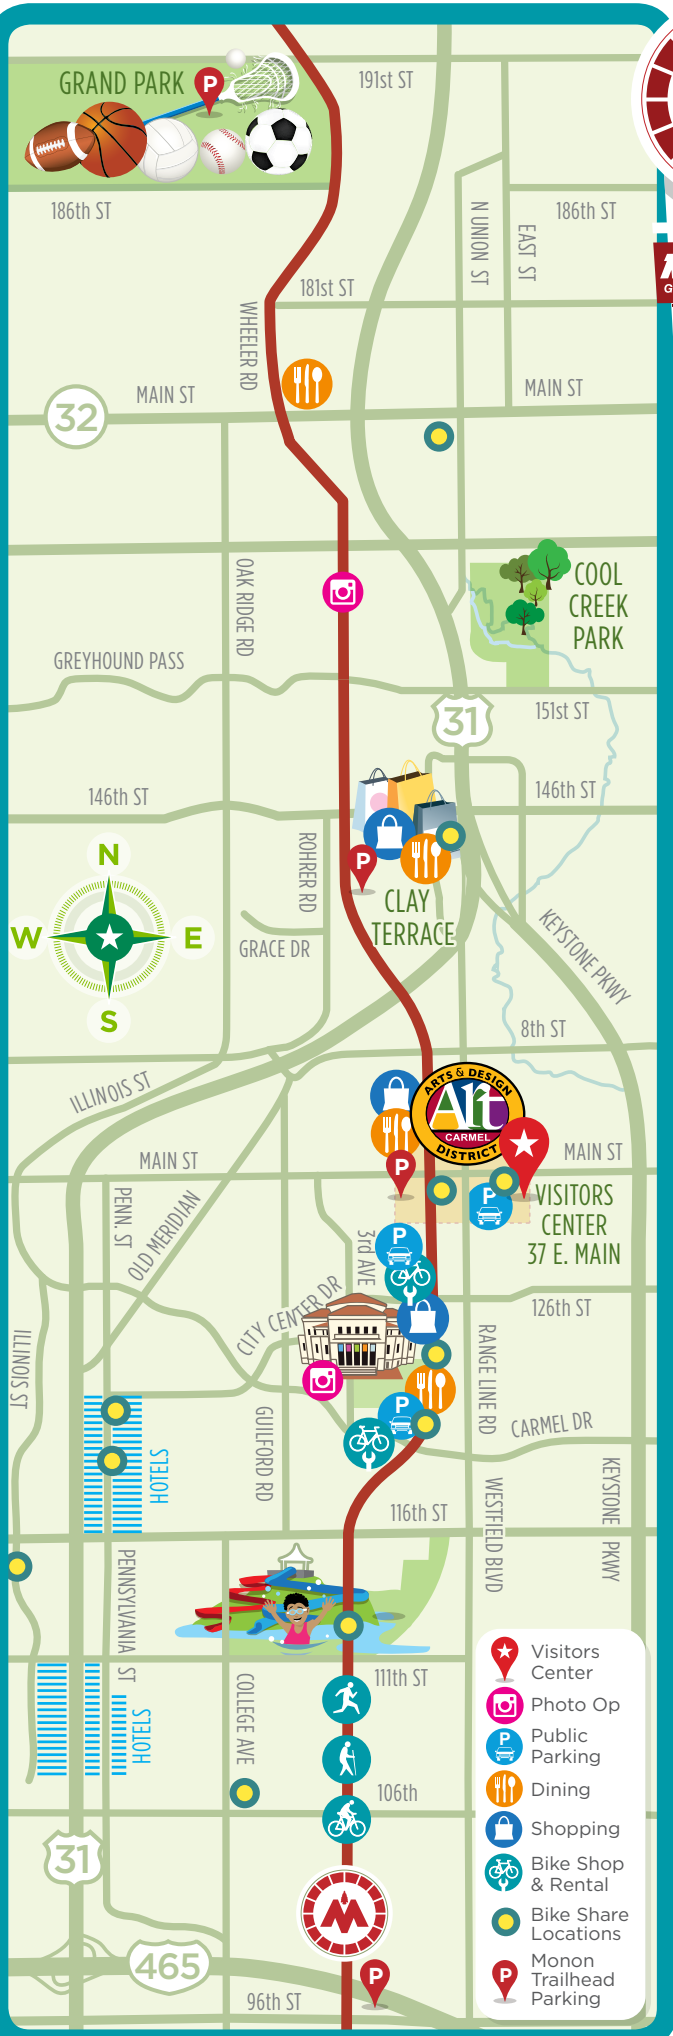 GRAND PARK
P
191st ST
186th ST
186th ST
N UNION ST
EAST ST
181st ST
WHEELER RD
G
MAIN ST
MAIN ST
32
OAK RIDGE RD
COOL
CREEK
PARK
GREYHOUND PASS
151st ST
31
146th ST
146th ST
ROHRER RD
P
CLAY
TERRACE
N
W
E
S
GRACE DR
KEYSTONE PKWY
8th ST
ILLINOIS ST
ARTS & DESIGN
Art
CARMEL
DISTRICT
MAIN ST
MAIN ST
P
P
VISITORS
CENTER
37 E. MAIN
PENN. ST
OLD MERIDIAN
3rd AVE
P
CITY CENTER DR
126th ST
ILLINOIS ST
RANGE LINE RD
P
CARMEL DR
GUILFORD RD
HOTELS
KEYSTONE PKWY
WESTFIELD BLVD
116th ST
PENNSYLVANIA ST
111th ST
COLLEGE AVE
HOTELS
106th
31
M
465
P
96th ST
Visitors
Center
Photo Op
P
Public
Parking
Dining
Shopping
Bike Shop
& Rental
Bike Share
Locations
P
Monon
Trailhead
Parking